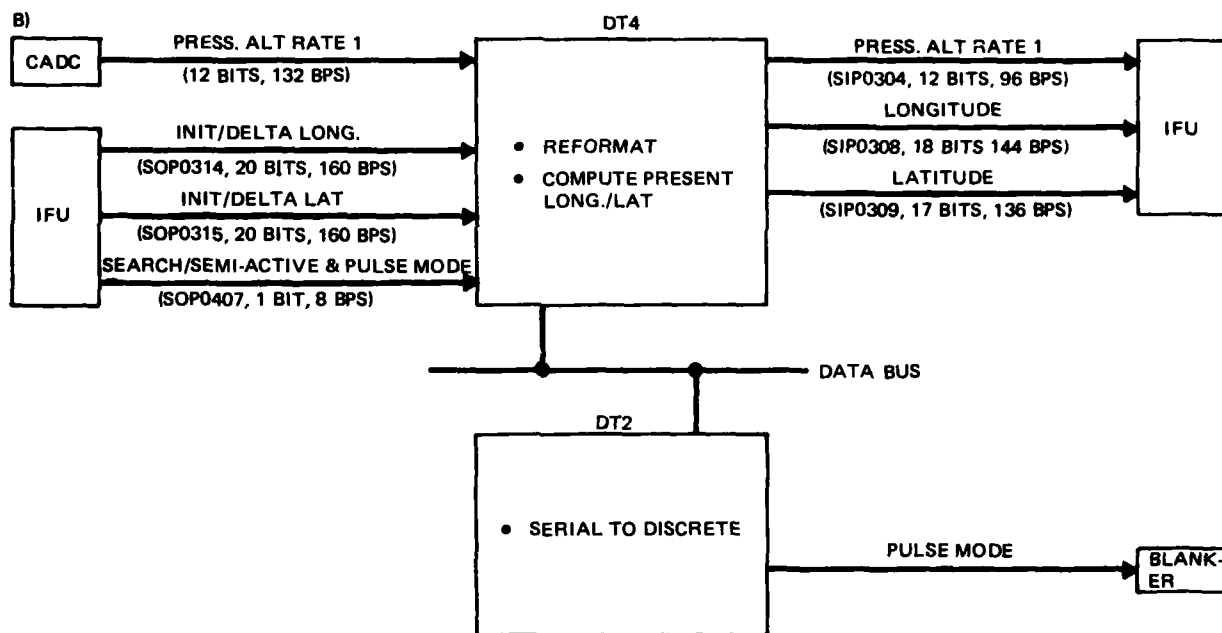 B)
DT4
CADC
PRESS. ALT RATE 1
(12 BITS, 132 BPS)
IFU
INIT/DELTA LONG.
(SOP0314, 20 BITS, 160 BPS)
INIT/DELTA LAT
(SOP0315, 20 BITS, 160 BPS)
SEARCH/SEMI-ACTIVE & PULSE MODE
(SOP0407, 1 BIT, 8 BPS)
• REFORMAT
• COMPUTE PRESENT
LONG./LAT
PRESS. ALT RATE 1
(SIP0304, 12 BITS, 96 BPS)
LONGITUDE
(SIP0308, 18 BITS 144 BPS)
LATITUDE
(SIP0309, 17 BITS, 136 BPS)
IFU
DATA BUS
DT2
• SERIAL TO DISCRETE
PULSE MODE
BLANK-
ER